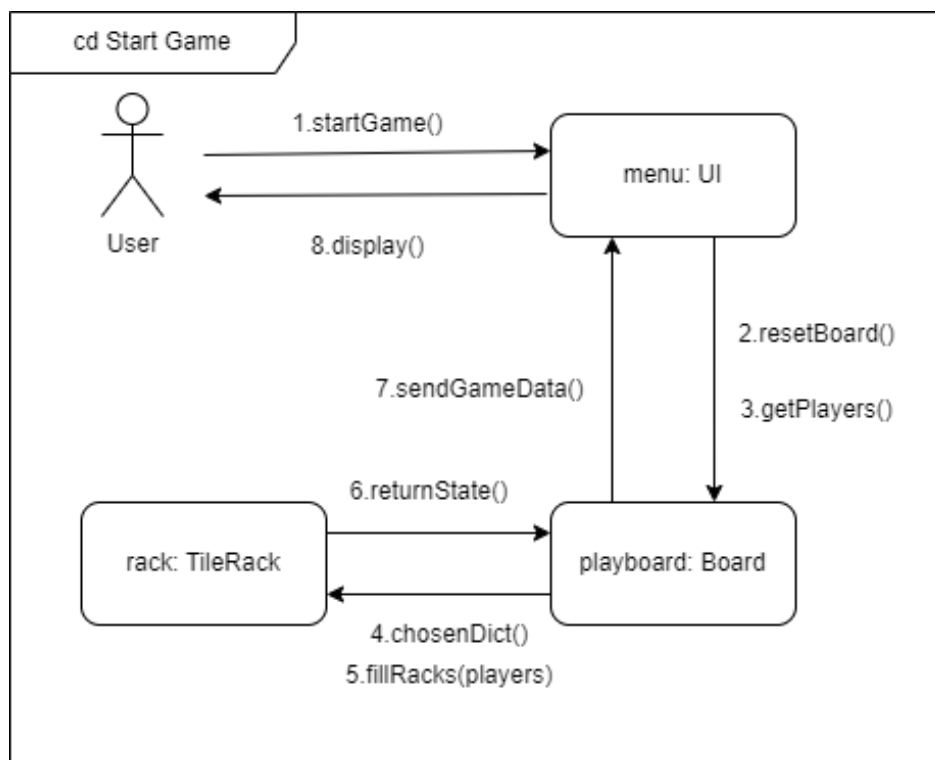 cd Start Game
1.startGame()
menu: UI
User
8.display()
2.resetBoard()
7.sendGameData()
3.getPlayers()
6.returnState()
rack: TileRack
playboard: Board
4.chosenDict()
5.fillRacks(players)